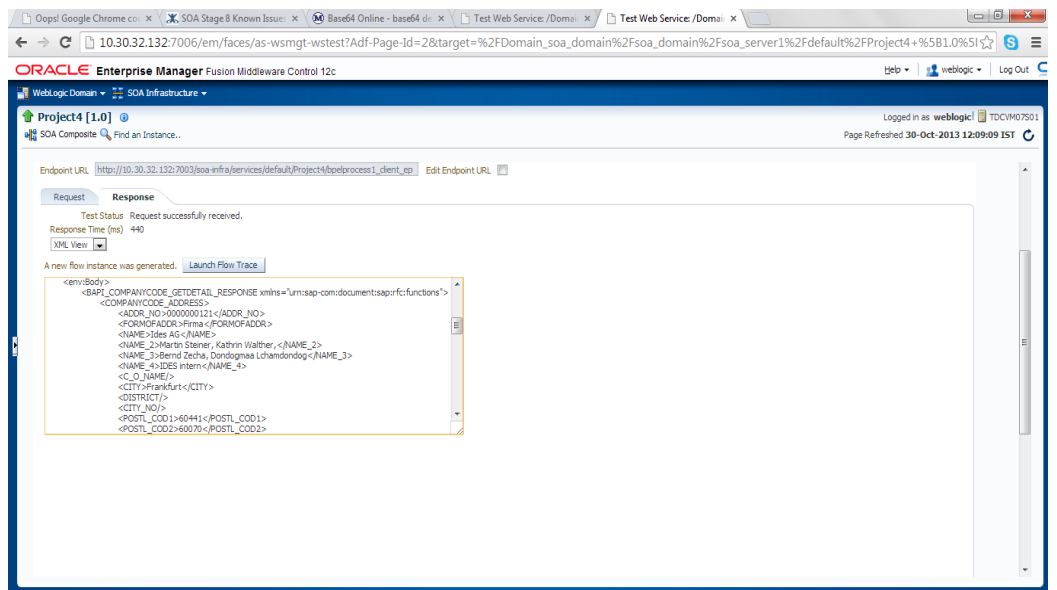 Oops! Google Chrome co
SOA Stage 8 Known Issue
Base64 Online - base64 de
Test Web Service: /Domai
Test Web Service: /Domai
10.30.32.132:7006/em/faces/as-wsmgt-wstest?Adf-Page-Id=2&target=%2FDomain_soa_domain%2Fsoa_domain%2Fsoa_server1%2Fdefault%2FProject4+%5B1.0%5
ORACLE Enterprise Manager Fusion Middleware Control 12c
Help weblogic Log Out
WebLogic Domain SOA Infrastructure
Project4 [1.0]
Logged in as weblogic TDCVM07S01
SOA Composite Find an Instance..
Page Refreshed 30-Oct-2013 12:09:09 IST
Endpoint URL http://10.30.32.132:7003/soa-infra/services/default/Project4/bpelprocess1_client_ep Edit Endpoint URL
Request Response
Test Status Request successfully received.
Response Time (ms) 440
XML View
A new flow instance was generated. Launch Flow Trace
<env:Body>
<BAPI_COMPANYCODE_GETDETAIL_RESPONSE xmlns="urn:sap-com:document:sap:rfc:functions">
<COMPANYCODE_ADDRESS>
<ADDR_NO>0000000121</ADDR_NO>
<FORMOFADDR>Firma</FORMOFADDR>
<NAME>Ides AG</NAME>
<NAME_2>Martin Steiner, Kathrin Walther,</NAME_2>
<NAME_3>Bernd Zecha, Dondogmaa Lchamdondog</NAME_3>
<NAME_4>IDES intern</NAME_4>
<C_O_NAME/>
<CITY>Frankfurt</CITY>
<DISTRICT/>
<CITY_NO/>
<POSTL_COD1>60441</POSTL_COD1>
<POSTL_COD2>60070</POSTL_COD2>